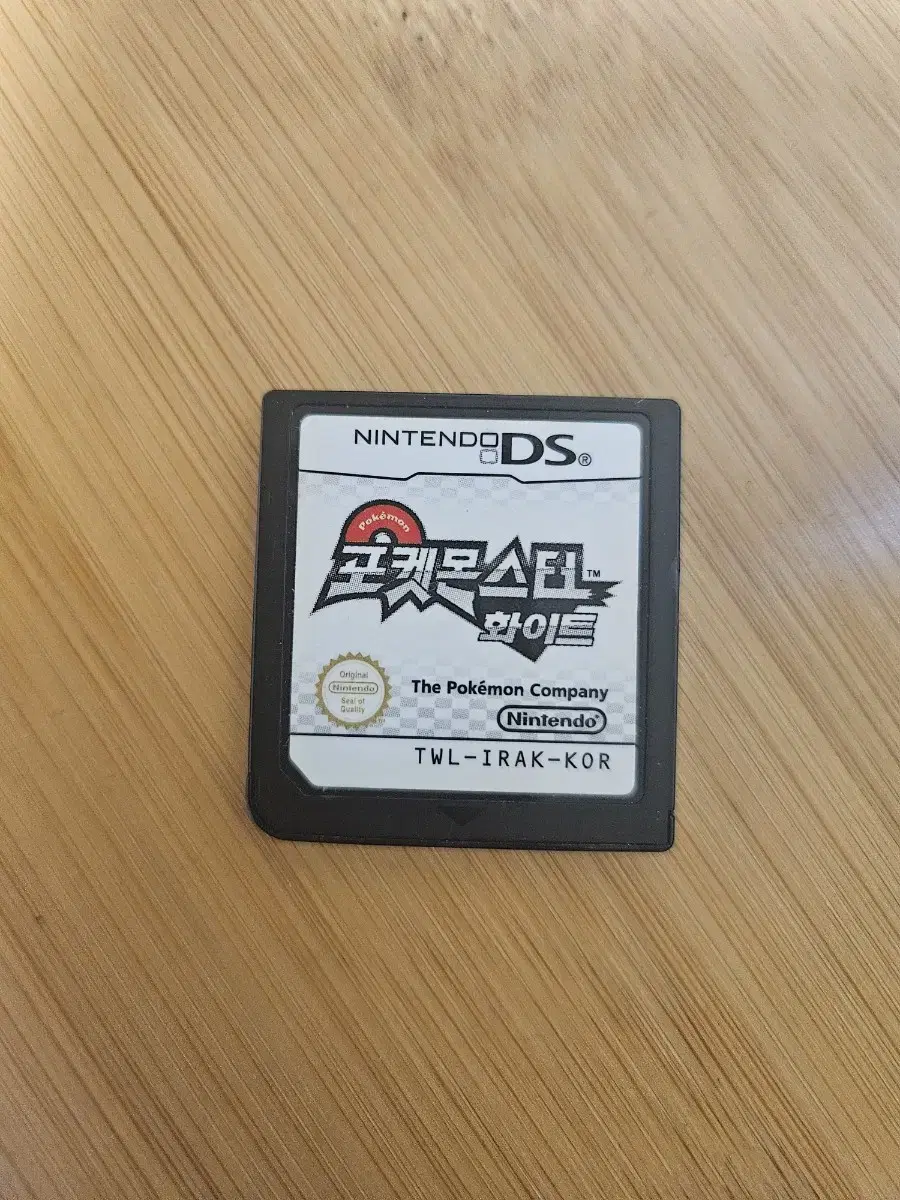 NINTENDO DS®
Pokémon
포켓몬스터™
화이트
Original
Nintendo
Seal of
Quality
The Pokémon Company
Nintendo®
TWL-IRAK-KOR